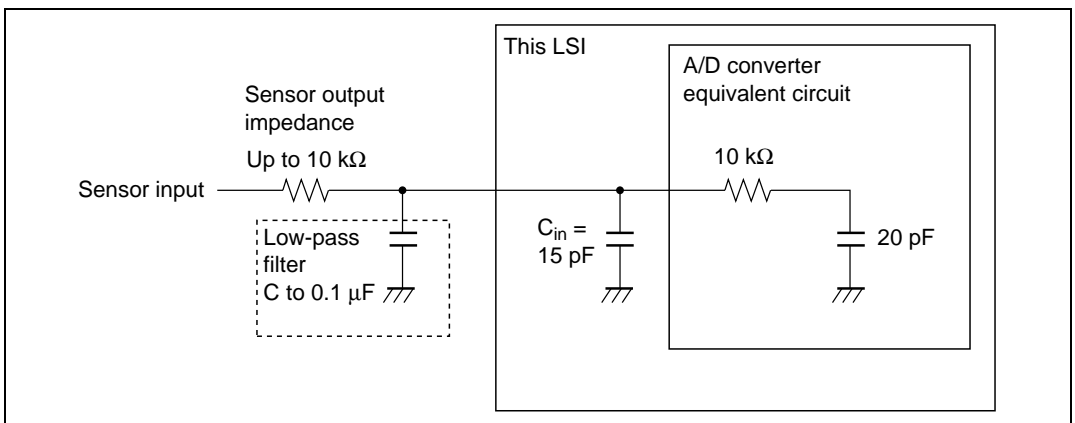 This LSI
A/D converter
equivalent circuit
Sensor output
impedance
Up to 10 kΩ
10 kΩ
Sensor input
Low-pass
filter
C to 0.1 μF
Cin =
15 pF
20 pF